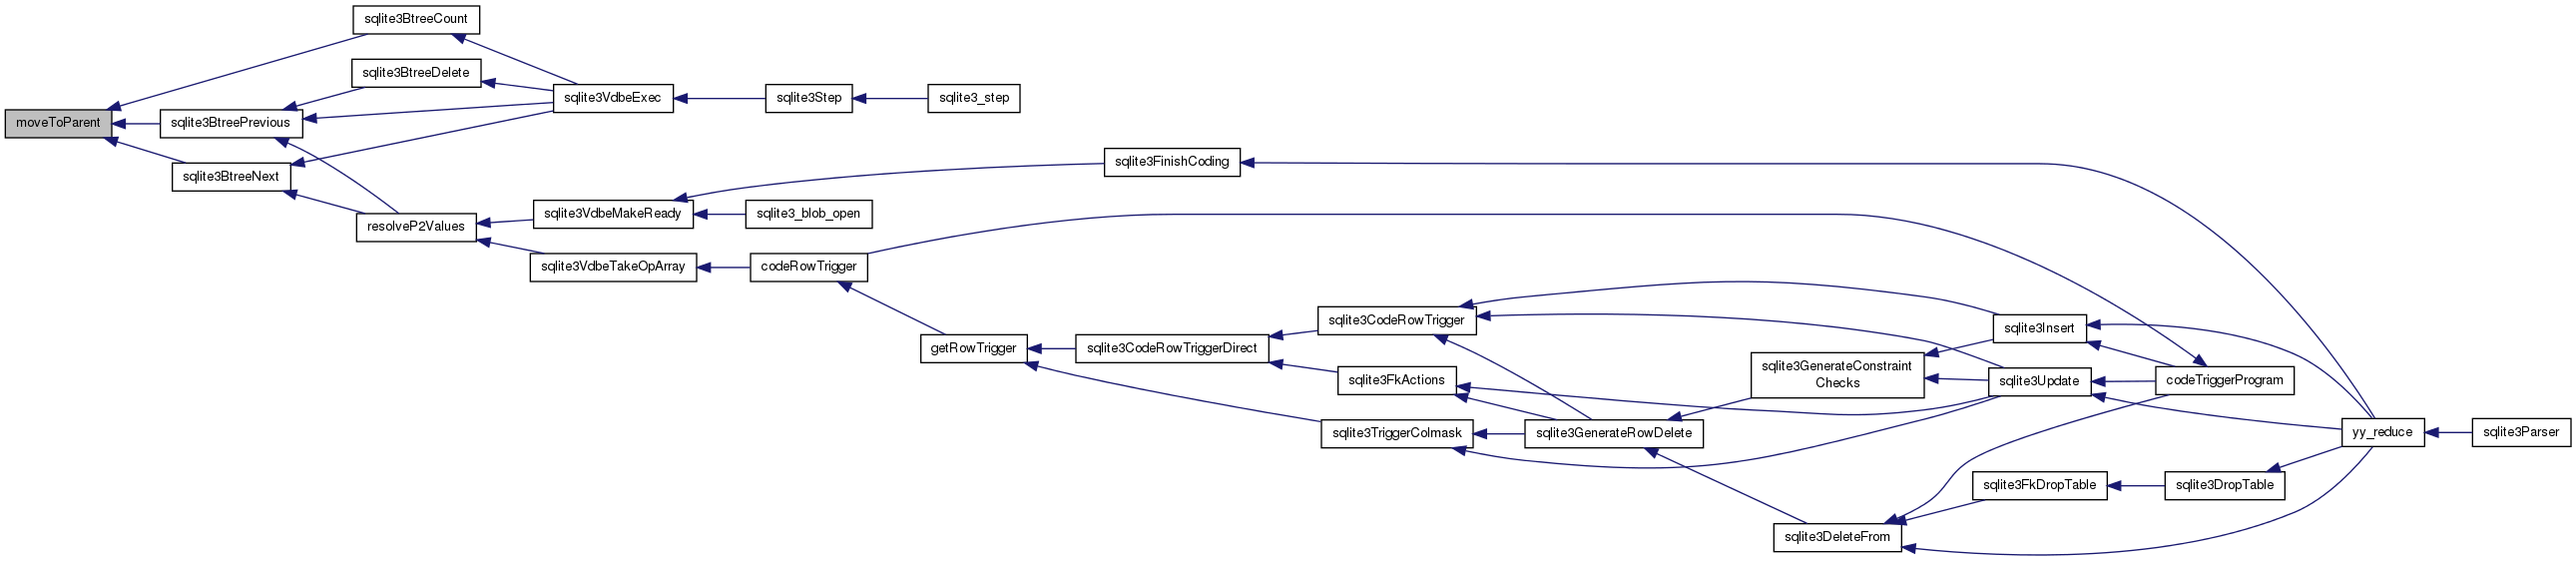 sqlite3BtreeCount
sqlite3BtreeDelete
sqlite3VdbeExec
sqlite3Step
sqlite3_step
moveToParent
sqlite3BtreePrevious
sqlite3FinishCoding
sqlite3BtreeNext
sqlite3VdbeMakeReady
sqlite3_blob_open
resolveP2Values
sqlite3VdbeTakeOpArray
codeRowTrigger
sqlite3CodeRowTrigger
sqlite3Insert
getRowTrigger
sqlite3CodeRowTriggerDirect
sqlite3GenerateConstraint
Checks
sqlite3FkActions
sqlite3Update
codeTriggerProgram
sqlite3TriggerColmask
sqlite3GenerateRowDelete
yy_reduce
sqlite3Parser
sqlite3FkDropTable
sqlite3DropTable
sqlite3DeleteFrom